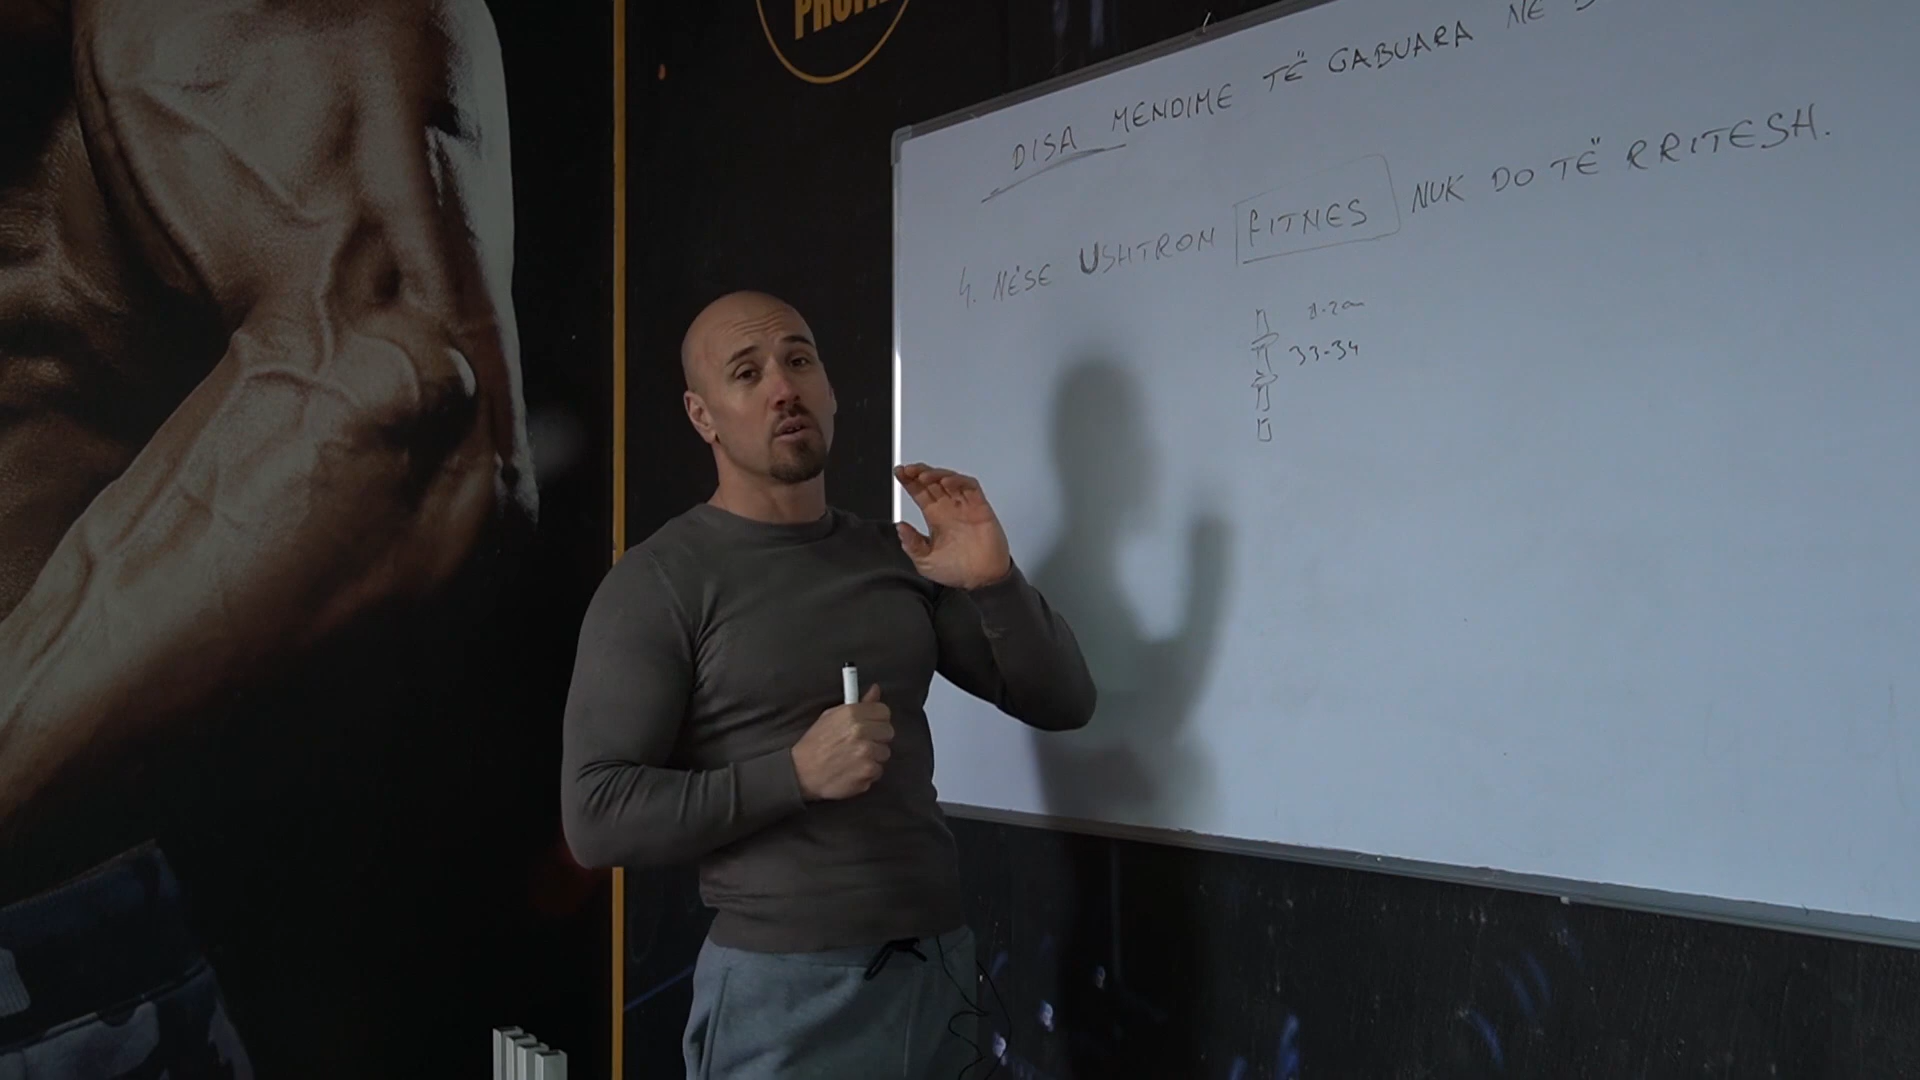 DISA MENDIME TË GABUARA NË
4. NËSE USHTRON FITNES NUK DO TË RRITESH.
33-34